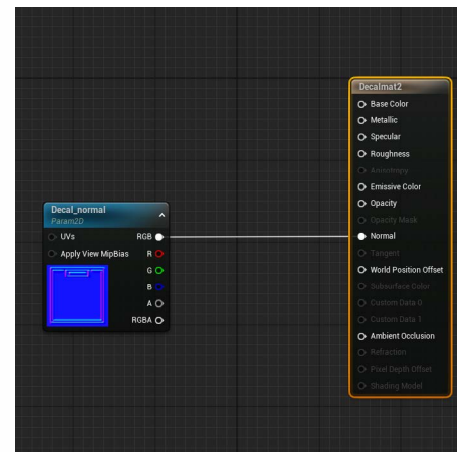 Decalmat2
Base Color
Metallic
Specular
Roughness
Anisotropy
Emissive Color
Opacity
Opacity Mask
Normal
Tangent
World Position Offset
Subsurface Color
Custom Data 0
Custom Data 1
Ambient Occlusion
Refraction
Pixel Depth Offset
Shading Model
Decal_normal
Param2D
UVs RGB
Apply View MipBias R
G
B
A
RGBA